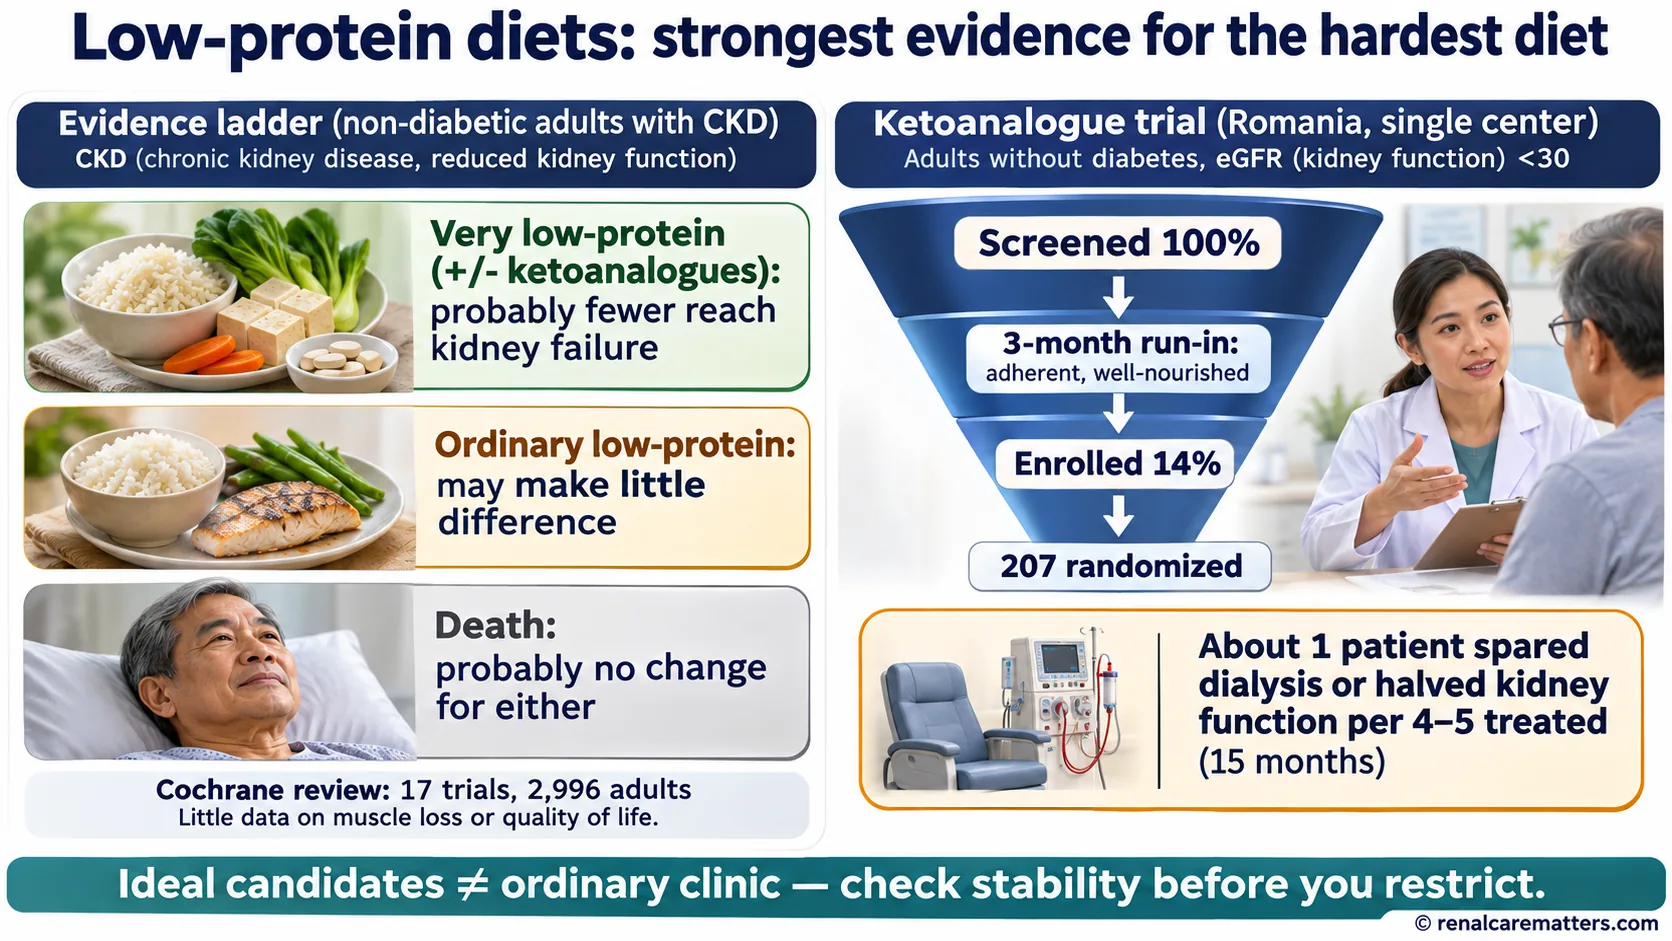 Low-protein diets: strongest evidence for the hardest diet
Evidence ladder (non-diabetic adults with CKD)
CKD (chronic kidney disease, reduced kidney function)
Very low-protein
(+/- ketoanalogues):
probably fewer reach
kidney failure
Ordinary low-protein:
may make little
difference
Death:
probably no change
for either
Cochrane review: 17 trials, 2,996 adults
Little data on muscle loss or quality of life.
Ketoanalogue trial (Romania, single center)
Adults without diabetes, eGFR (kidney function) <30
Screened 100%
3-month run-in:
adherent, well-nourished
Enrolled 14%
207 randomized
About 1 patient spared
dialysis or halved kidney
function per 4–5 treated
(15 months)
Ideal candidates ≠ ordinary clinic — check stability before you restrict.
© renalcarematters.com